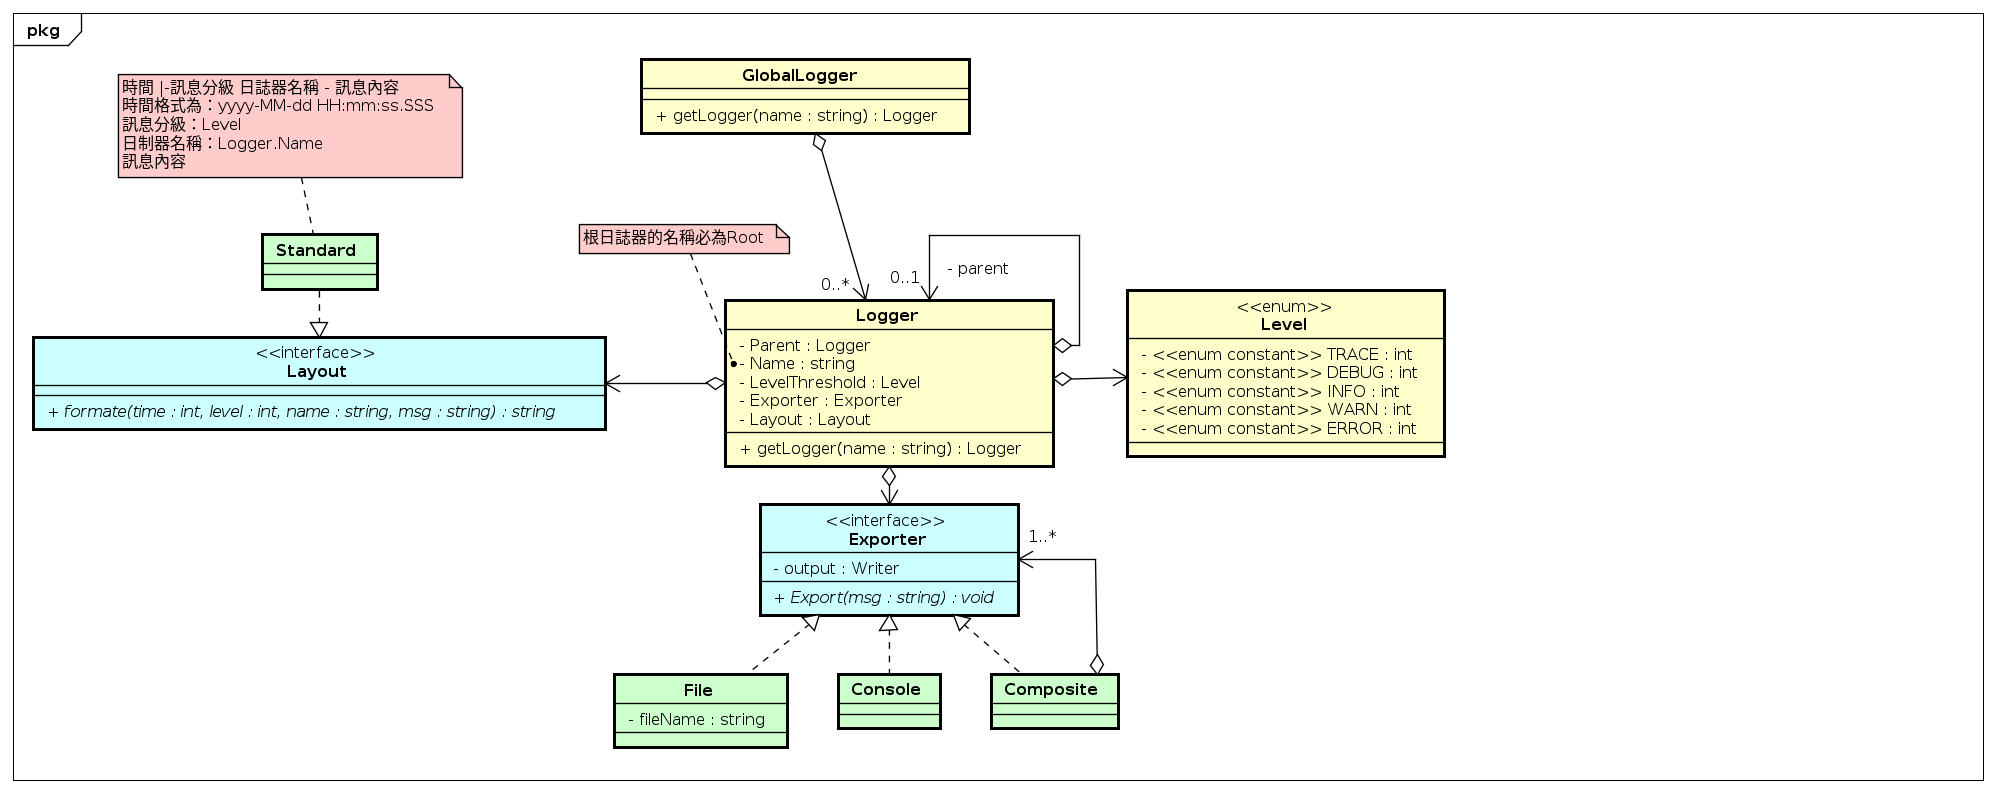 pkg
時間 |-訊息分級 日誌器名稱 - 訊息內容
時間格式為：yyyy-MM-dd HH:mm:ss.SSS
訊息分級：Level
日制器名稱：Logger.Name
訊息內容
GlobalLogger
+ getLogger(name : string) : Logger
Standard
根日誌器的名稱必為Root
0..*
0..1
- parent
<<interface>>
Layout
+ formate(time : int, level : int, name : string, msg : string) : string
Logger
- Parent : Logger
- Name : string
- LevelThreshold : Level
- Exporter : Exporter
- Layout : Layout
+ getLogger(name : string) : Logger
<<enum>>
Level
- <<enum constant>> TRACE : int
- <<enum constant>> DEBUG : int
- <<enum constant>> INFO : int
- <<enum constant>> WARN : int
- <<enum constant>> ERROR : int
<<interface>>
Exporter
- output : Writer
+ Export(msg : string) : void
1..*
File
- fileName : string
Console
Composite